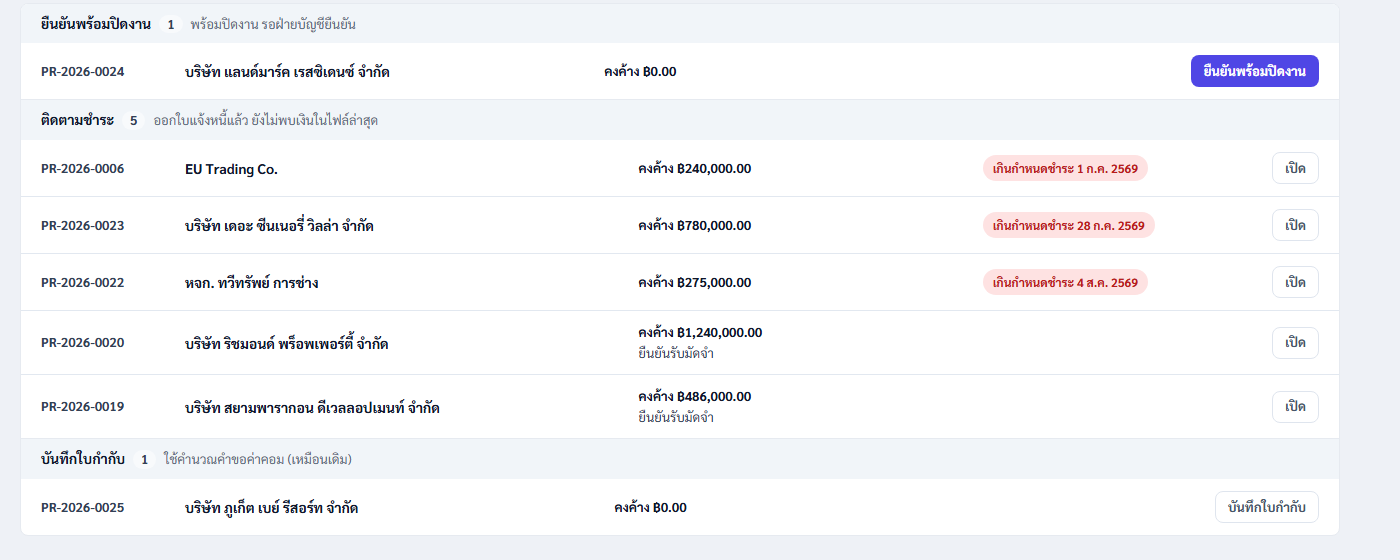 ยืนยันพร้อมปิดงาน 1 พร้อมปิดงาน รอฝ่ายบัญชียืนยัน
PR-2026-0024 บริษัท แลนด์มาร์ค เรสซิเดนซ์ จำกัด คงค้าง ฿0.00 ยืนยันพร้อมปิดงาน
ติดตามชำระ 5 ออกใบแจ้งหนี้แล้ว ยังไม่พบเงินในไฟล์ล่าสุด
PR-2026-0006 EU Trading Co. คงค้าง ฿240,000.00 เกินกำหนดชำระ 1 ก.ค. 2569 เปิด
PR-2026-0023 บริษัท เดอะ ซีนเนอรี่ วิลล่า จำกัด คงค้าง ฿780,000.00 เกินกำหนดชำระ 28 ก.ค. 2569 เปิด
PR-2026-0022 หจก. ทวีทรัพย์ การช่าง คงค้าง ฿275,000.00 เกินกำหนดชำระ 4 ส.ค. 2569 เปิด
PR-2026-0020 บริษัท ริชมอนด์ พร็อพเพอร์ตี้ จำกัด คงค้าง ฿1,240,000.00 เปิด
ยืนยันรับมัดจำ
PR-2026-0019 บริษัท สยามพารากอน ดีเวลลอปเมนท์ จำกัด คงค้าง ฿486,000.00 เปิด
ยืนยันรับมัดจำ
บันทึกใบกำกับ 1 ใช้คำนวณคำขอค่าคอม (เหมือนเดิม)
PR-2026-0025 บริษัท ภูเก็ต เบย์ รีสอร์ท จำกัด คงค้าง ฿0.00 บันทึกใบกำกับ